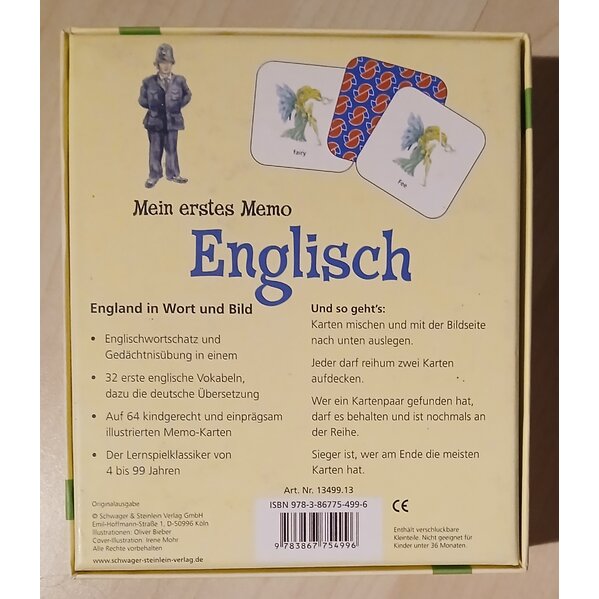 fairy
Fee
Mein erstes Memo
Englisch
England in Wort und Bild
• Englischwortschatz und
Gedächtnisübung in einem
• 32 erste englische Vokabeln,
dazu die deutsche Übersetzung
• Auf 64 kindgerecht und einprägsam
illustrierten Memo-Karten
• Der Lernspielklassiker von
4 bis 99 Jahren
Und so geht's:
Karten mischen und mit der Bildseite
nach unten auslegen.
Jeder darf reihum zwei Karten
aufdecken.
Wer ein Kartenpaar gefunden hat,
darf es behalten und ist nochmals an
der Reihe.
Sieger ist, wer am Ende die meisten
Karten hat.
Originalausgabe
© Schwager & Steinlein Verlag GmbH
Emil-Hoffmann-Straße 1, D-50996 Köln
Illustrationen: Oliver Bieber
Cover-Illustration: Irene Mohr
Alle Rechte vorbehalten
www.schwager-steinlein-verlag.de
Art. Nr. 13499.13
ISBN 978-3-86775-499-6
9 783867 754996
CE
Enthält verschluckbare
Kleinteile. Nicht geeignet für
Kinder unter 36 Monaten.